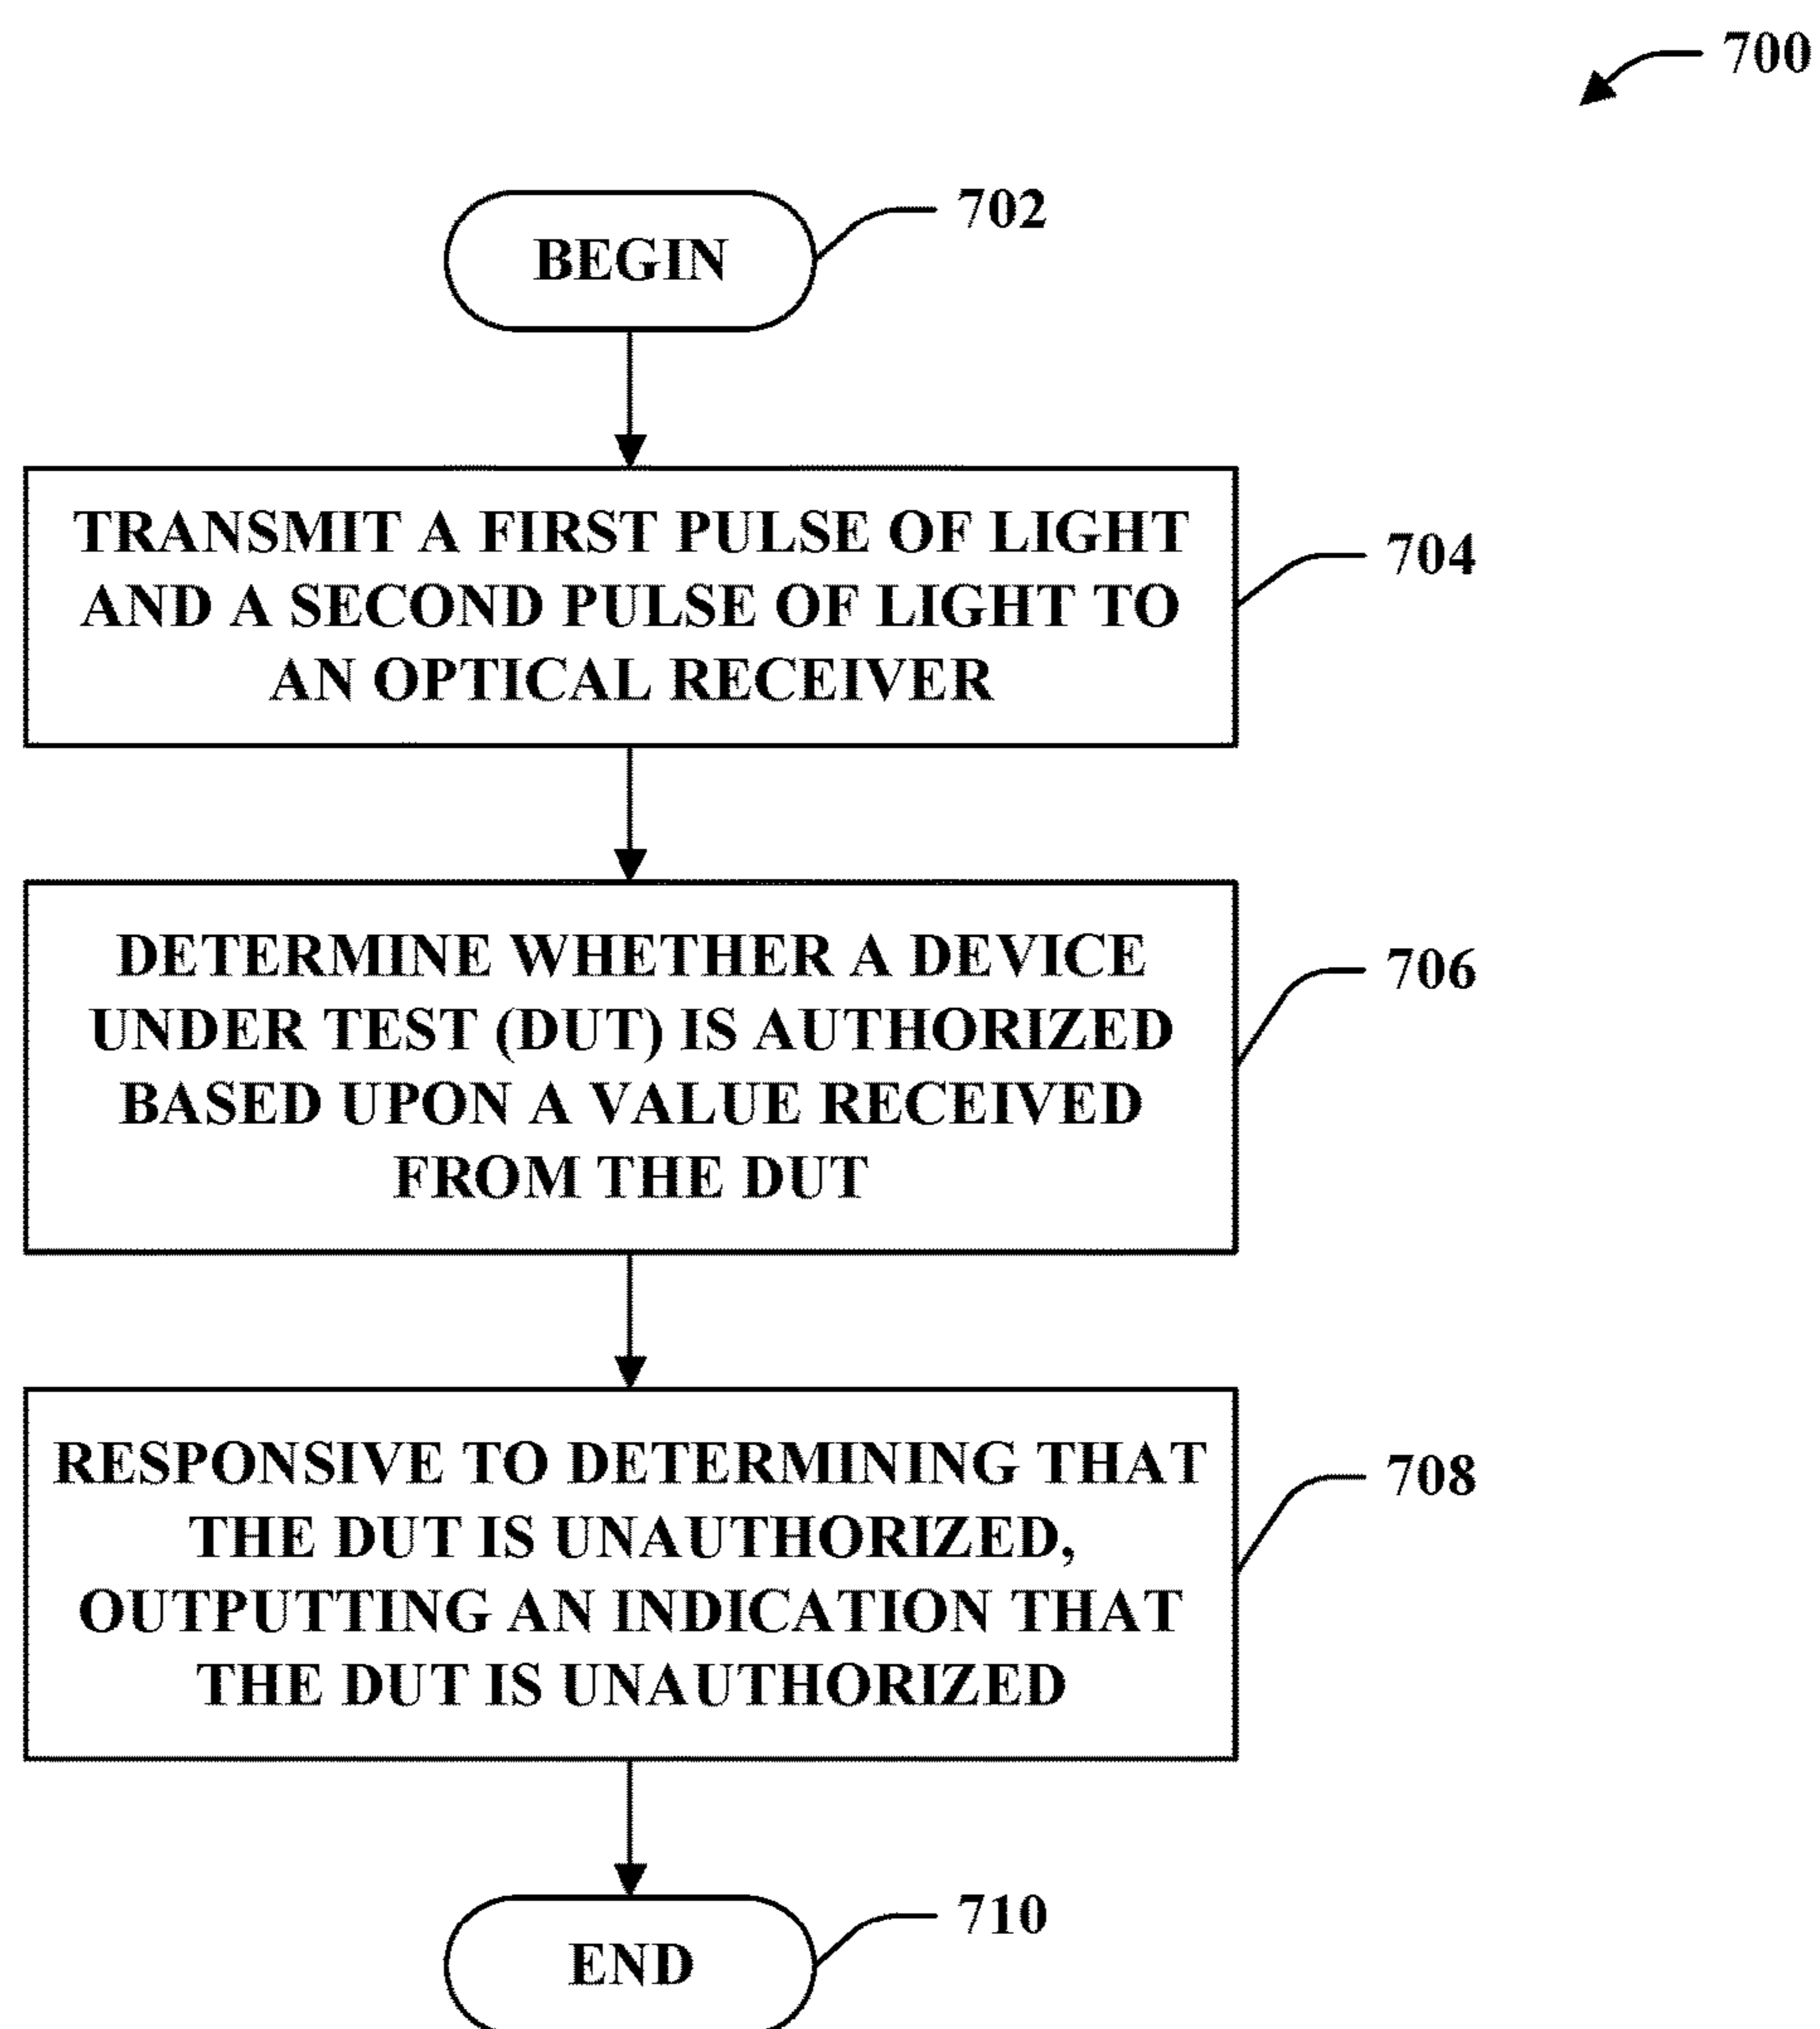 700
702
BEGIN
TRANSMIT A FIRST PULSE OF LIGHT
AND A SECOND PULSE OF LIGHT TO
AN OPTICAL RECEIVER
704
DETERMINE WHETHER A DEVICE
UNDER TEST (DUT) IS AUTHORIZED
BASED UPON A VALUE RECEIVED
FROM THE DUT
706
RESPONSIVE TO DETERMINING THAT
THE DUT IS UNAUTHORIZED,
OUTPUTTING AN INDICATION THAT
THE DUT IS UNAUTHORIZED
708
710
END